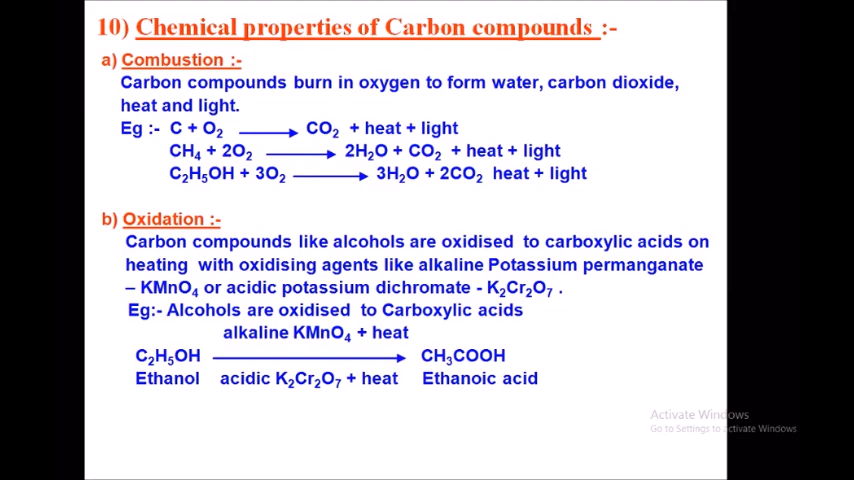 10) Chemical properties of Carbon compounds :-
a) Combustion :-
Carbon compounds burn in oxygen to form water, carbon dioxide,
heat and light.
Eg :- C + O₂ ⟶ CO₂ + heat + light
CH₄ + 2O₂ ⟶ 2H₂O + CO₂ + heat + light
C₂H₅OH + 3O₂ ⟶ 3H₂O + 2CO₂ heat + light
b) Oxidation :-
Carbon compounds like alcohols are oxidised to carboxylic acids on
heating with oxidising agents like alkaline Potassium permanganate
– KMnO₄ or acidic potassium dichromate - K₂Cr₂O₇ .
Eg:- Alcohols are oxidised to Carboxylic acids
alkaline KMnO₄ + heat
C₂H₅OH ⟶ CH₃COOH
Ethanol acidic K₂Cr₂O₇ + heat Ethanoic acid
Activate Windows
Go to Settings to activate Windows